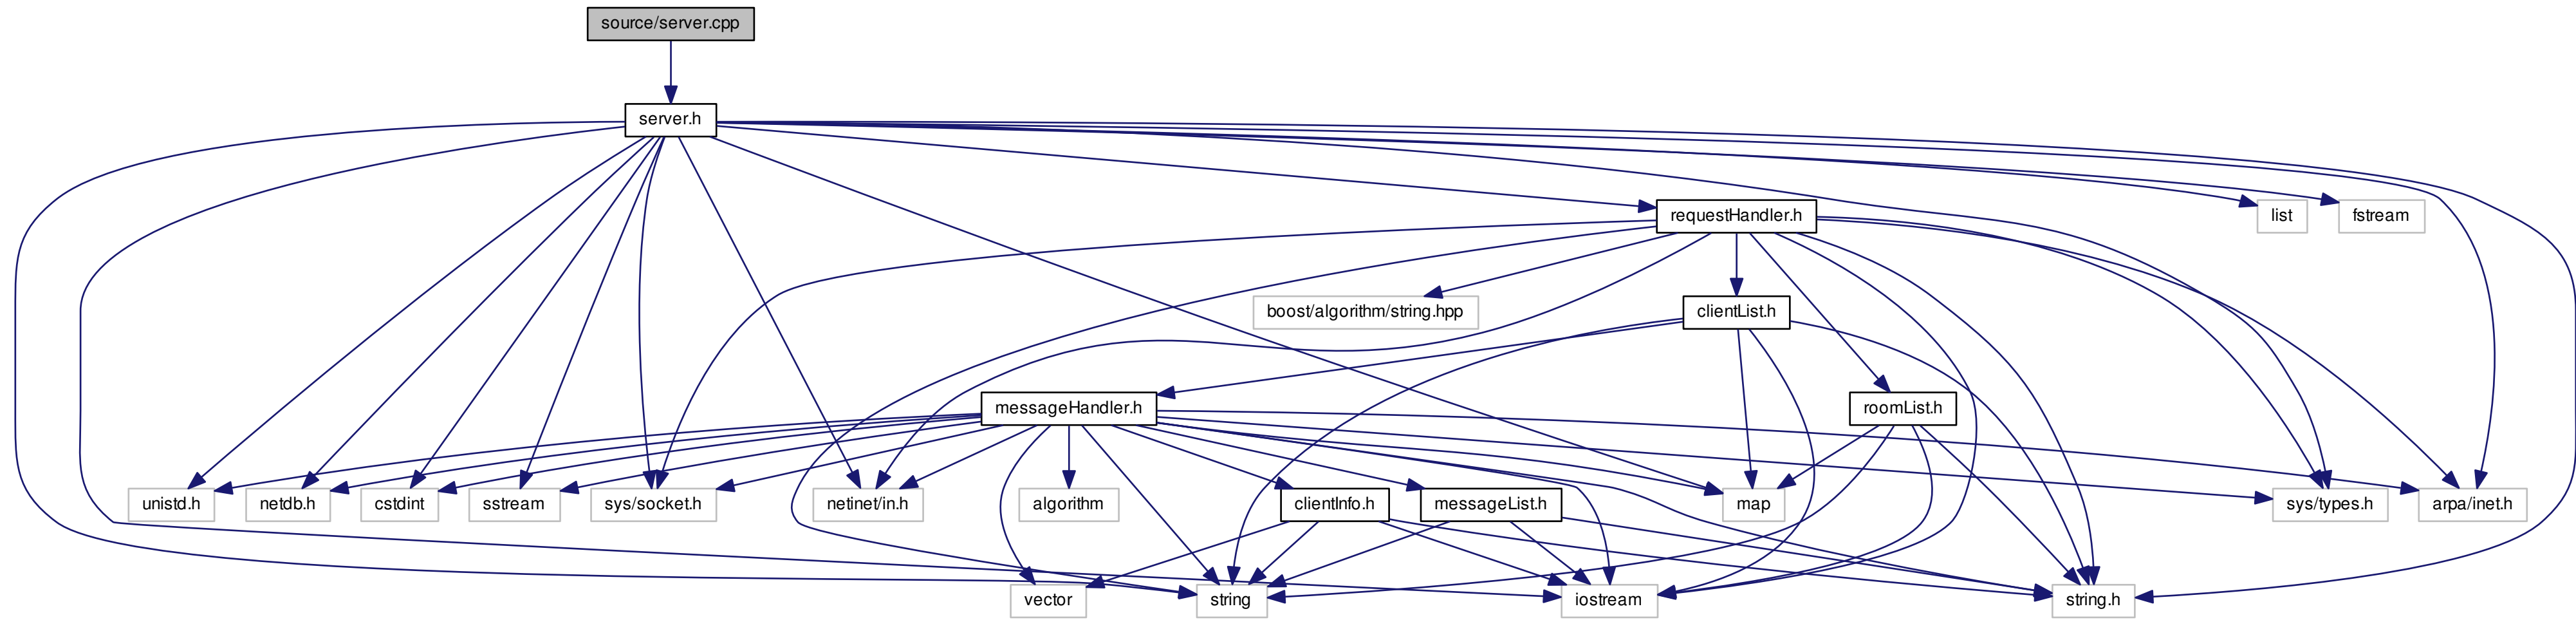 source/server.cpp
server.h
requestHandler.h
list
fstream
boost/algorithm/string.hpp
clientList.h
messageHandler.h
roomList.h
unistd.h
netdb.h
cstdint
sstream
sys/socket.h
netinet/in.h
algorithm
clientInfo.h
messageList.h
map
sys/types.h
arpa/inet.h
vector
string
iostream
string.h